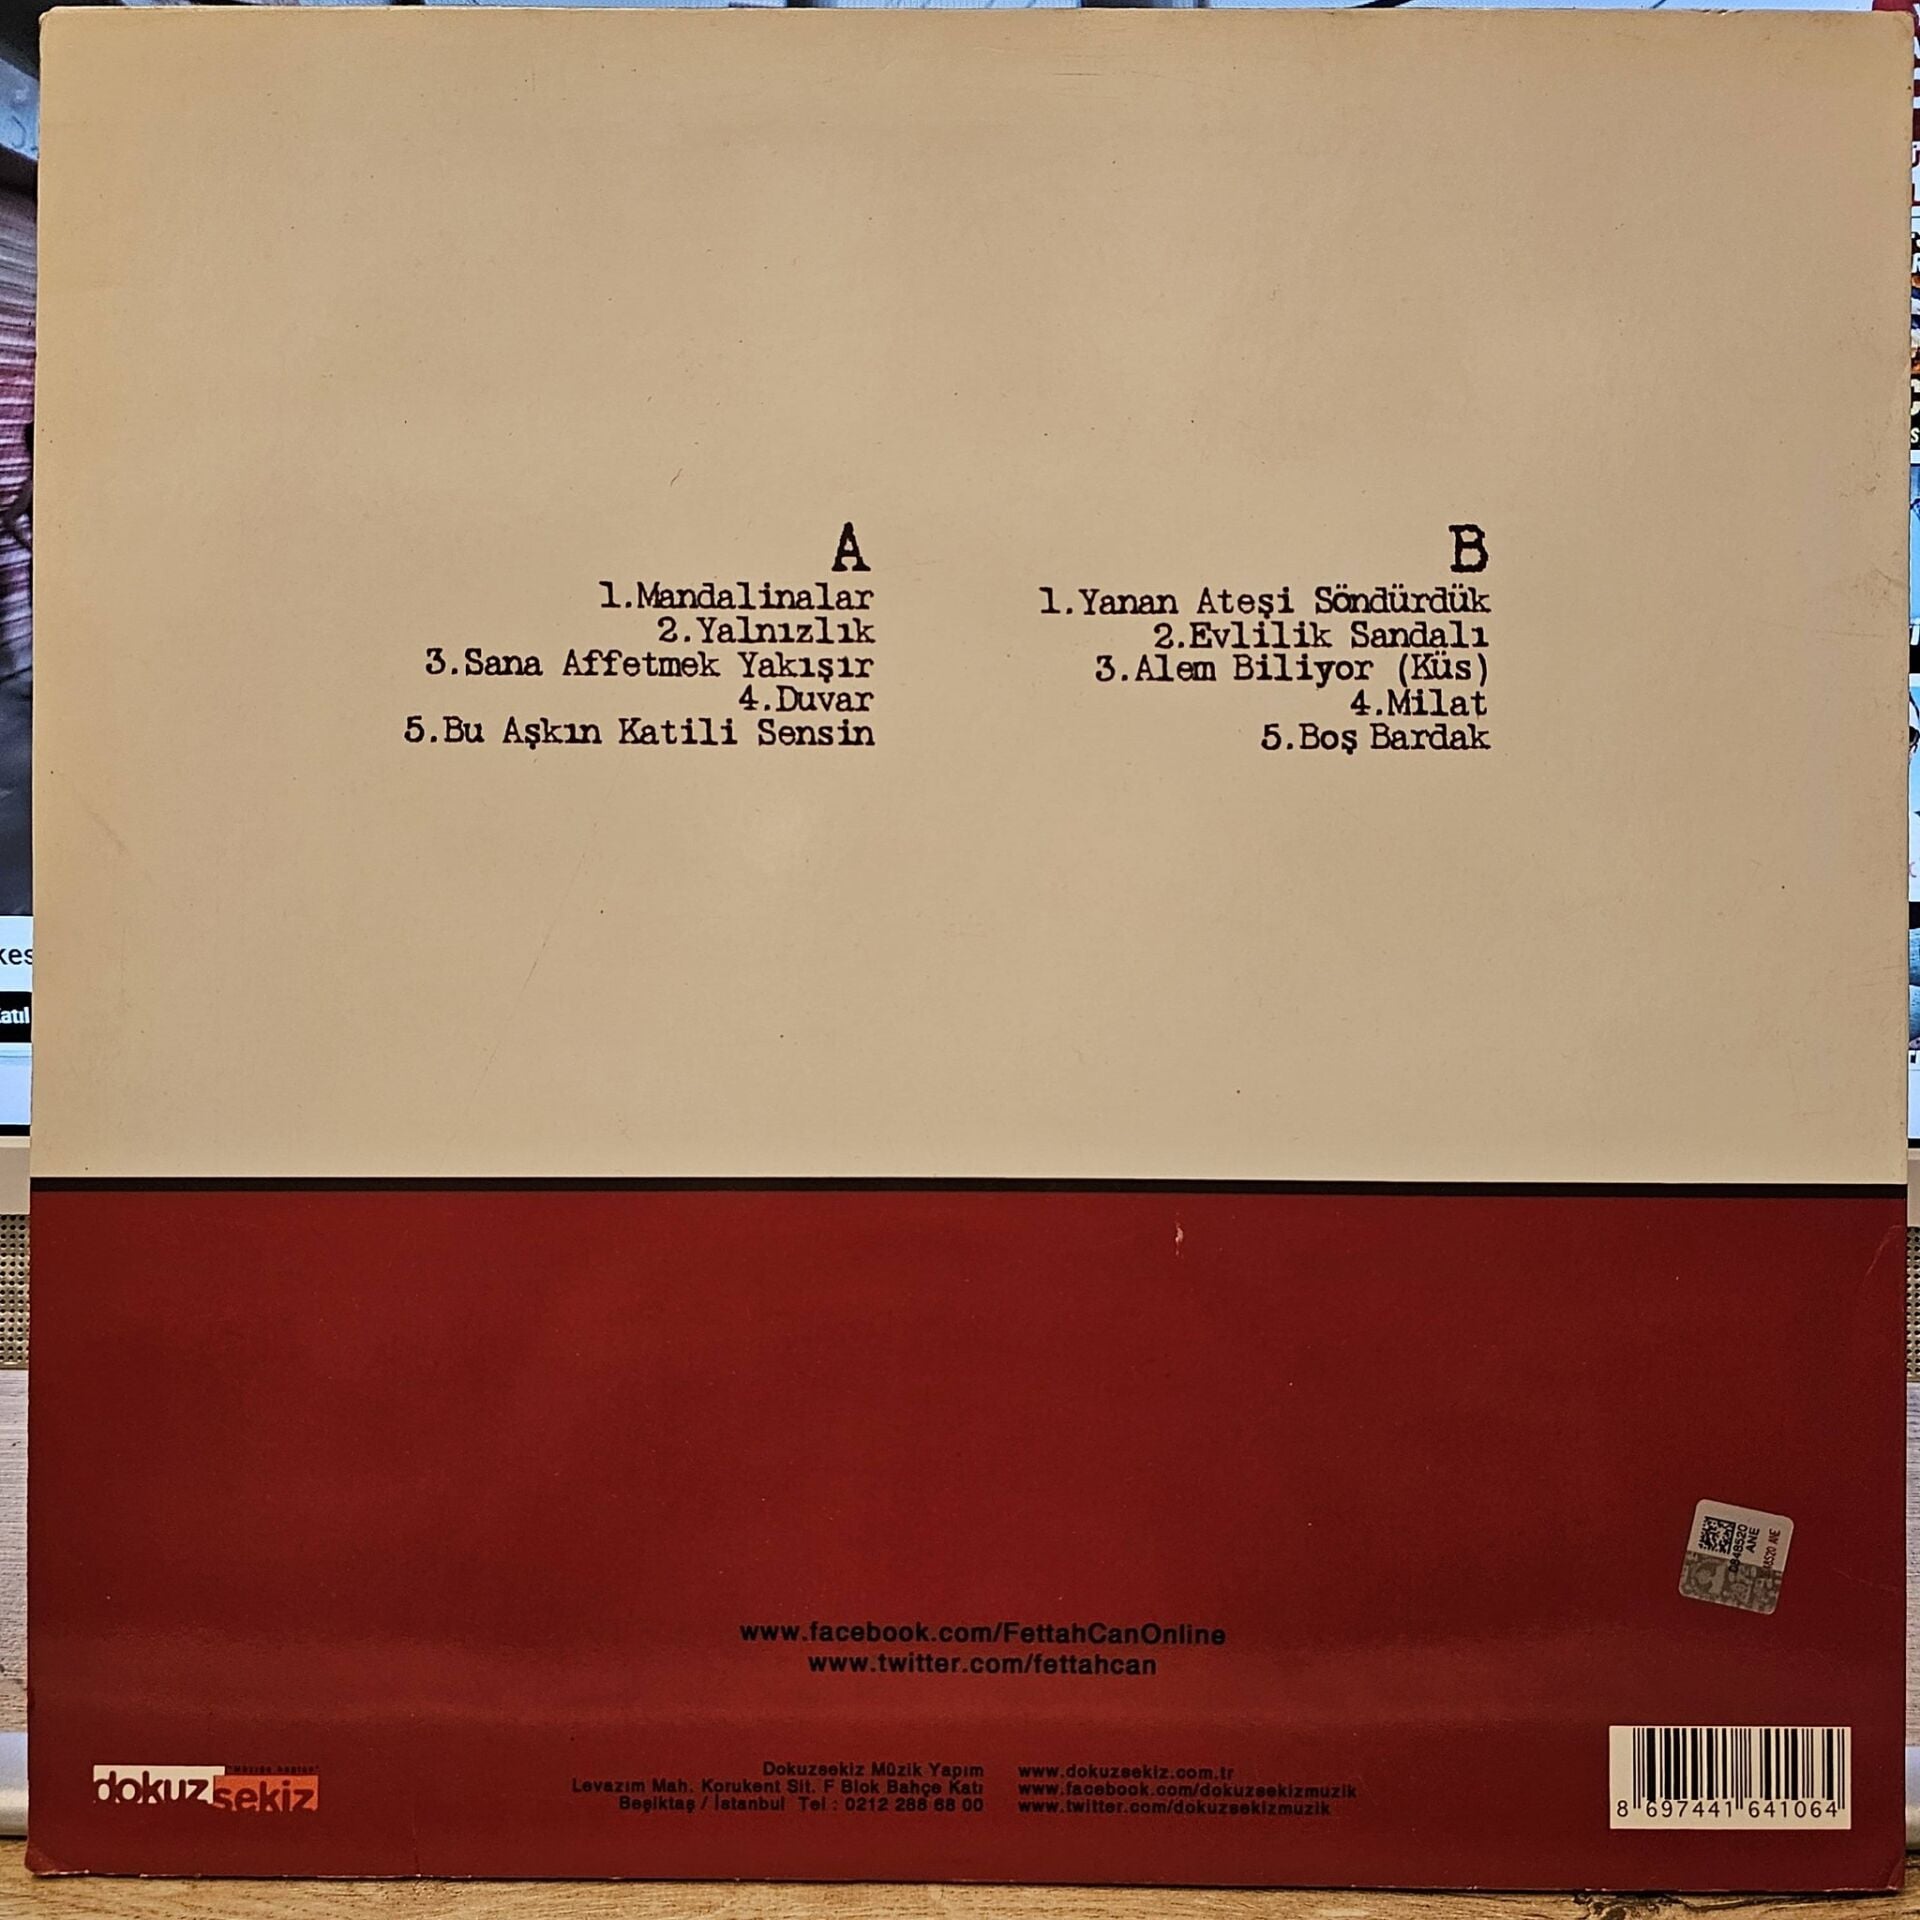 A
1.Mandalinalar
2.Yalnızlık
3.Sana Affetmek Yakışır
4.Duvar
5.Bu Aşkın Katili Sensin
B
1.Yanan Ateşi Söndürdük
2.Evlilik Sandalı
3.Alem Biliyor (Küs)
4.Milat
5.Boş Bardak
www.facebook.com/FettahCanOnline
www.twitter.com/fettahcan
dokuzsekiz
Dokuzsekiz Müzik Yapım
Levazım Mah. Korukent Sit. F Blok Bahçe Katı
Beşiktaş / İstanbul Tel : 0212 288 68 00
www.dokuzsekiz.com.tr
www.facebook.com/dokuzsekizmuzik
www.twitter.com/dokuzsekizmuzik
8 697441 641064
ANE